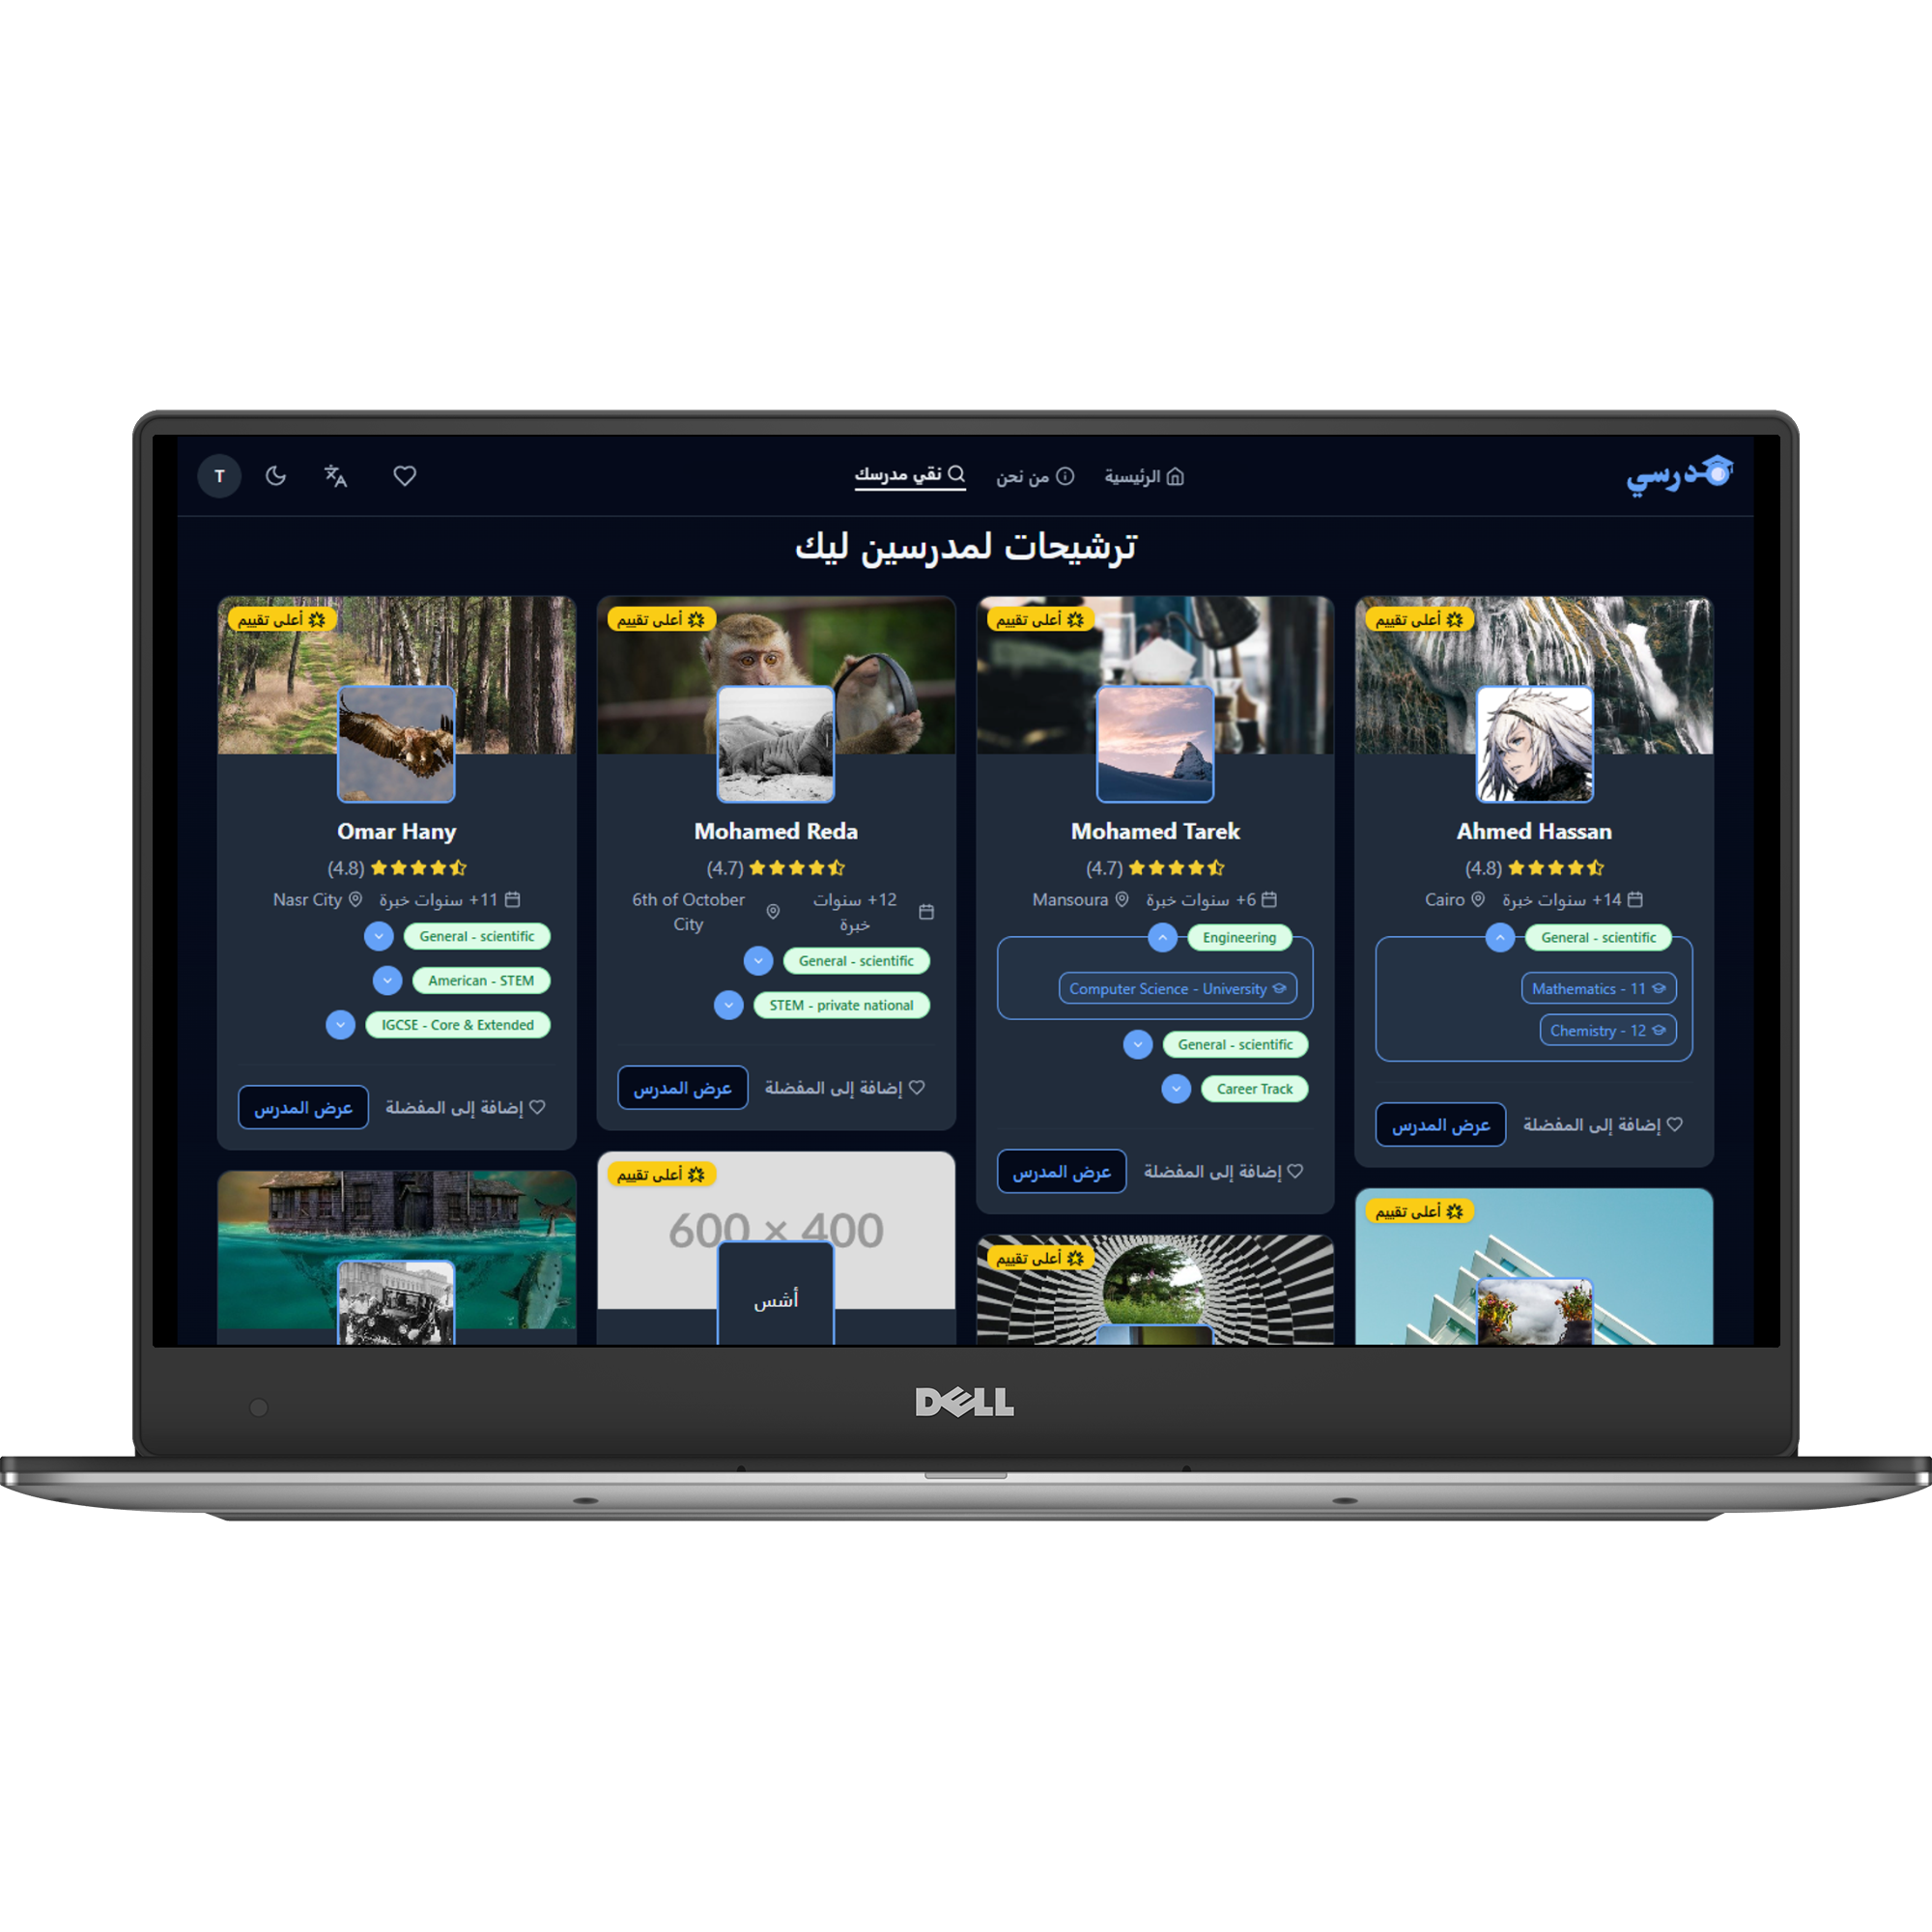 مدرسي
الرئيسية
من نحن
نقي مدرسك
T
ترشيحات لمدرسين ليك
أعلى تقييم
Ahmed Hassan
(4.8)
14+ سنوات خبرة
Cairo
General - scientific
Mathematics - 11
Chemistry - 12
إضافة إلى المفضلة
عرض المدرس
أعلى تقييم
Mohamed Tarek
(4.7)
6+ سنوات خبرة
Mansoura
Engineering
Computer Science - University
General - scientific
Career Track
إضافة إلى المفضلة
عرض المدرس
أعلى تقييم
Mohamed Reda
(4.7)
12+ سنوات
خبرة
6th of October
City
General - scientific
STEM - private national
إضافة إلى المفضلة
عرض المدرس
أعلى تقييم
Omar Hany
(4.8)
11+ سنوات خبرة
Nasr City
General - scientific
American - STEM
IGCSE - Core & Extended
إضافة إلى المفضلة
عرض المدرس
أعلى تقييم
أعلى تقييم
أعلى تقييم
600 × 400
أشس
DELL